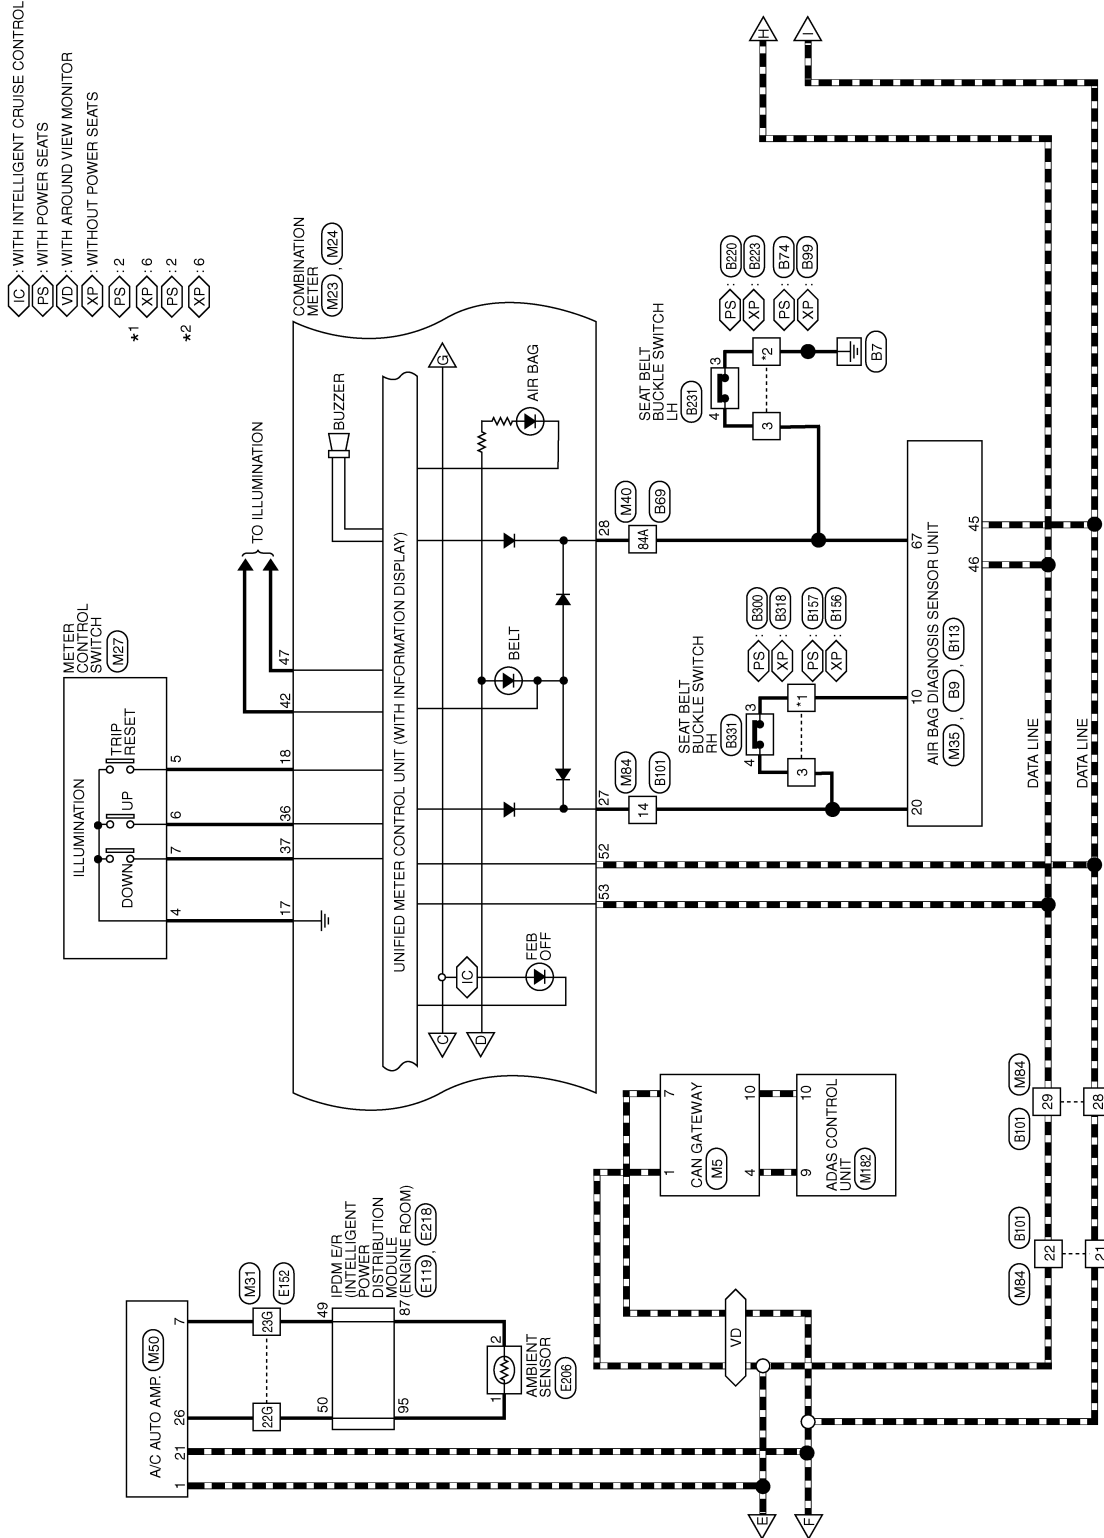 IC : WITH INTELLIGENT CRUISE CONTROL
PS : WITH POWER SEATS
VD : WITH AROUND VIEW MONITOR
XP : WITHOUT POWER SEATS
*1 PS : 2
XP : 6
*2 PS : 2
XP : 6
METER
CONTROL
SWITCH
M27
ILLUMINATION
DOWN
UP
TRIP
RESET
4
7
6
5
17
37
36
18
42
47
TO ILLUMINATION
COMBINATION
METER
M23 , M24
BUZZER
UNIFIED METER CONTROL UNIT (WITH INFORMATION DISPLAY)
C
G
D
IC
FEB
OFF
BELT
AIR BAG
53
52
27
28
M84
14
B101
M40
84A
B69
SEAT BELT
BUCKLE SWITCH
RH
B331
4
3
3
*1
PS : B300
XP : B318
PS : B157
XP : B156
SEAT BELT
BUCKLE SWITCH
LH
B231
4
3
3
*2
PS : B220
XP : B223
PS : B74
XP : B99
B7
20
10
67
AIR BAG DIAGNOSIS SENSOR UNIT
M35 , B9 , B113
46
45
DATA LINE
DATA LINE
H
I
A/C AUTO AMP.
M50
1
21
26
7
M31
22G
23G
E152
50
49
IPDM E/R
(INTELLIGENT
POWER
DISTRIBUTION
MODULE
(ENGINE ROOM)
E119 , E218
95
87
1
2
AMBIENT
SENSOR
E206
1
7
CAN GATEWAY
M5
4
10
9
10
ADAS CONTROL
UNIT
M182
VD
E
F
M84
B101
22
21
B101
M84
29
28